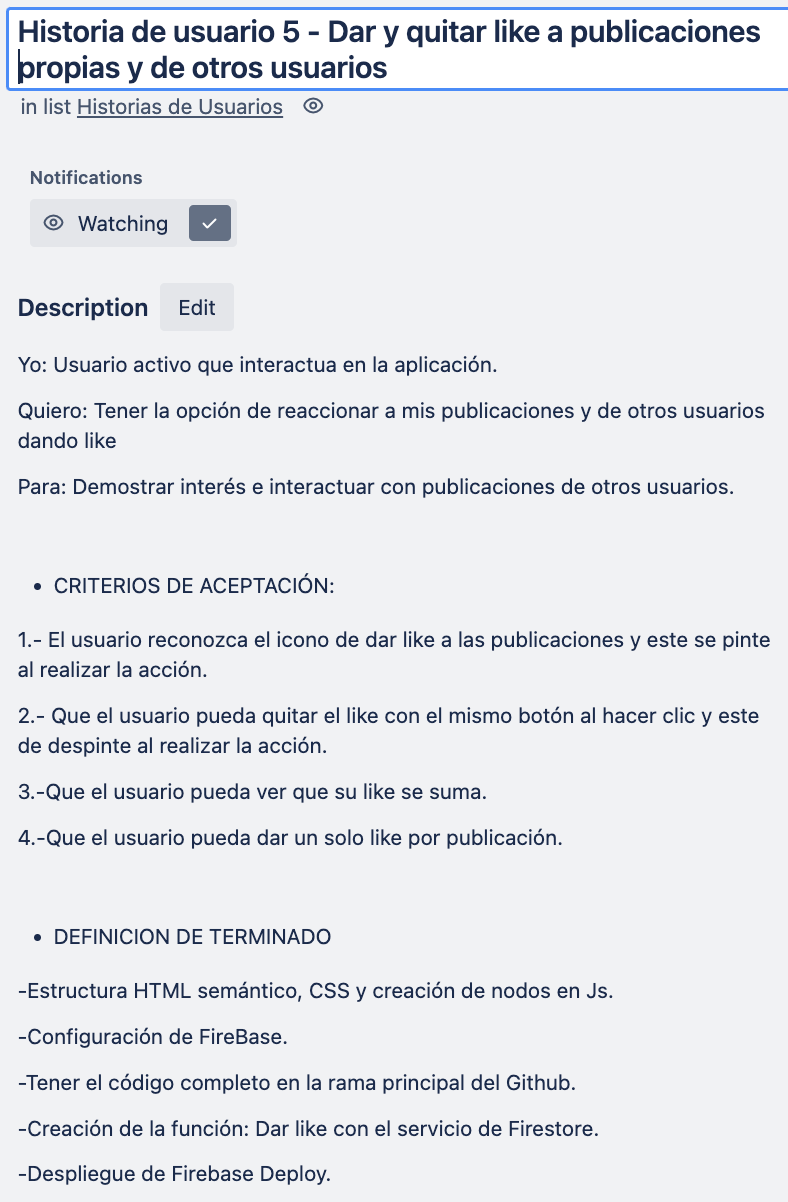 Historia de usuario 5 - Dar y quitar like a publicaciones
propias y de otros usuarios
in list Historias de Usuarios
Notifications
Watching
Description Edit
Yo: Usuario activo que interactua en la aplicación.
Quiero: Tener la opción de reaccionar a mis publicaciones y de otros usuarios
dando like
Para: Demostrar interés e interactuar con publicaciones de otros usuarios.
• CRITERIOS DE ACEPTACIÓN:
1.- El usuario reconozca el icono de dar like a las publicaciones y este se pinte
al realizar la acción.
2.- Que el usuario pueda quitar el like con el mismo botón al hacer clic y este
de despinte al realizar la acción.
3.-Que el usuario pueda ver que su like se suma.
4.-Que el usuario pueda dar un solo like por publicación.
• DEFINICION DE TERMINADO
-Estructura HTML semántico, CSS y creación de nodos en Js.
-Configuración de FireBase.
-Tener el código completo en la rama principal del Github.
-Creación de la función: Dar like con el servicio de Firestore.
-Despliegue de Firebase Deploy.